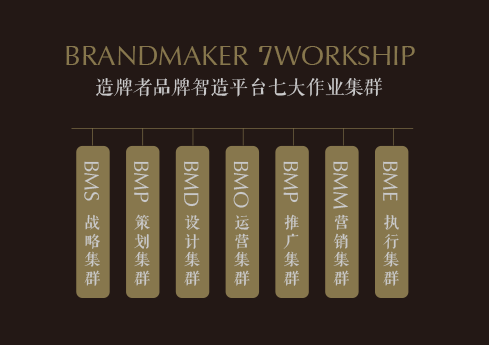 BRANDMAKER 7WORKSHIP
造牌者品牌智造平台七大作业集群
BMS 战略集群
BMP 策划集群
BMD 设计集群
BMO 运营集群
BMP 推广集群
BMM 营销集群
BME 执行集群